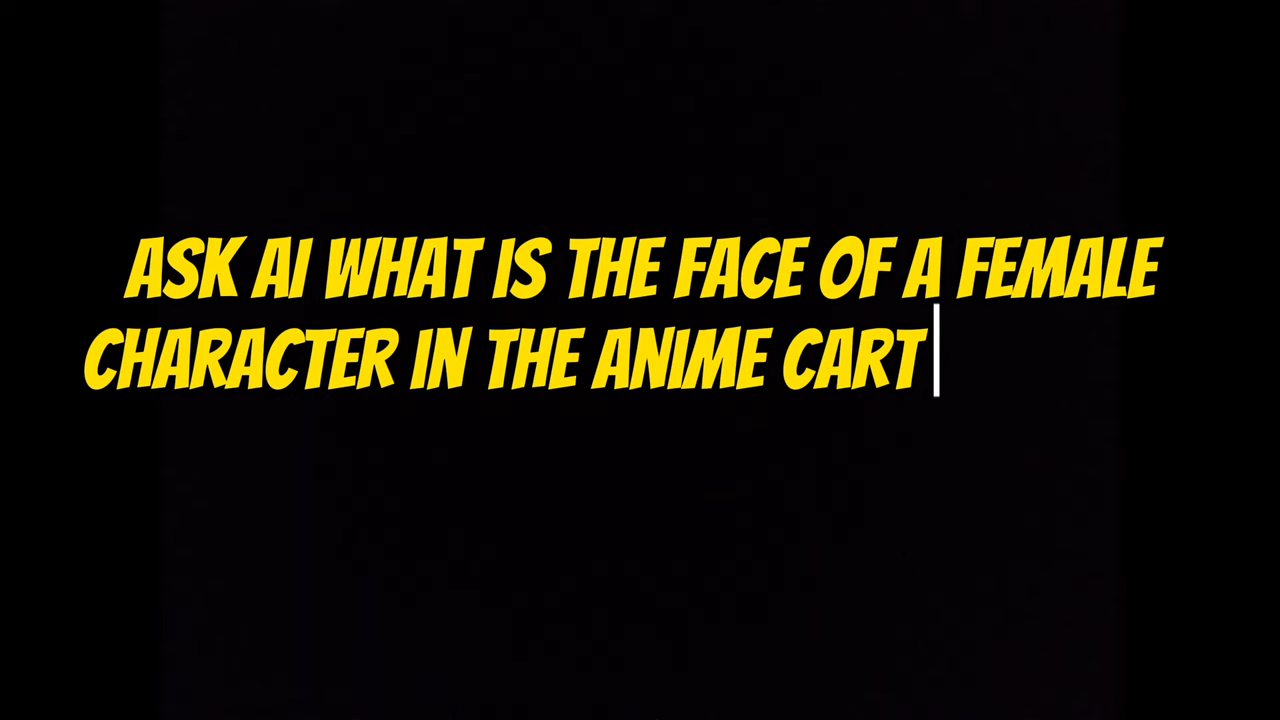 ASK AI WHAT IS THE FACE OF A FEMALE
CHARACTER IN THE ANIME CART